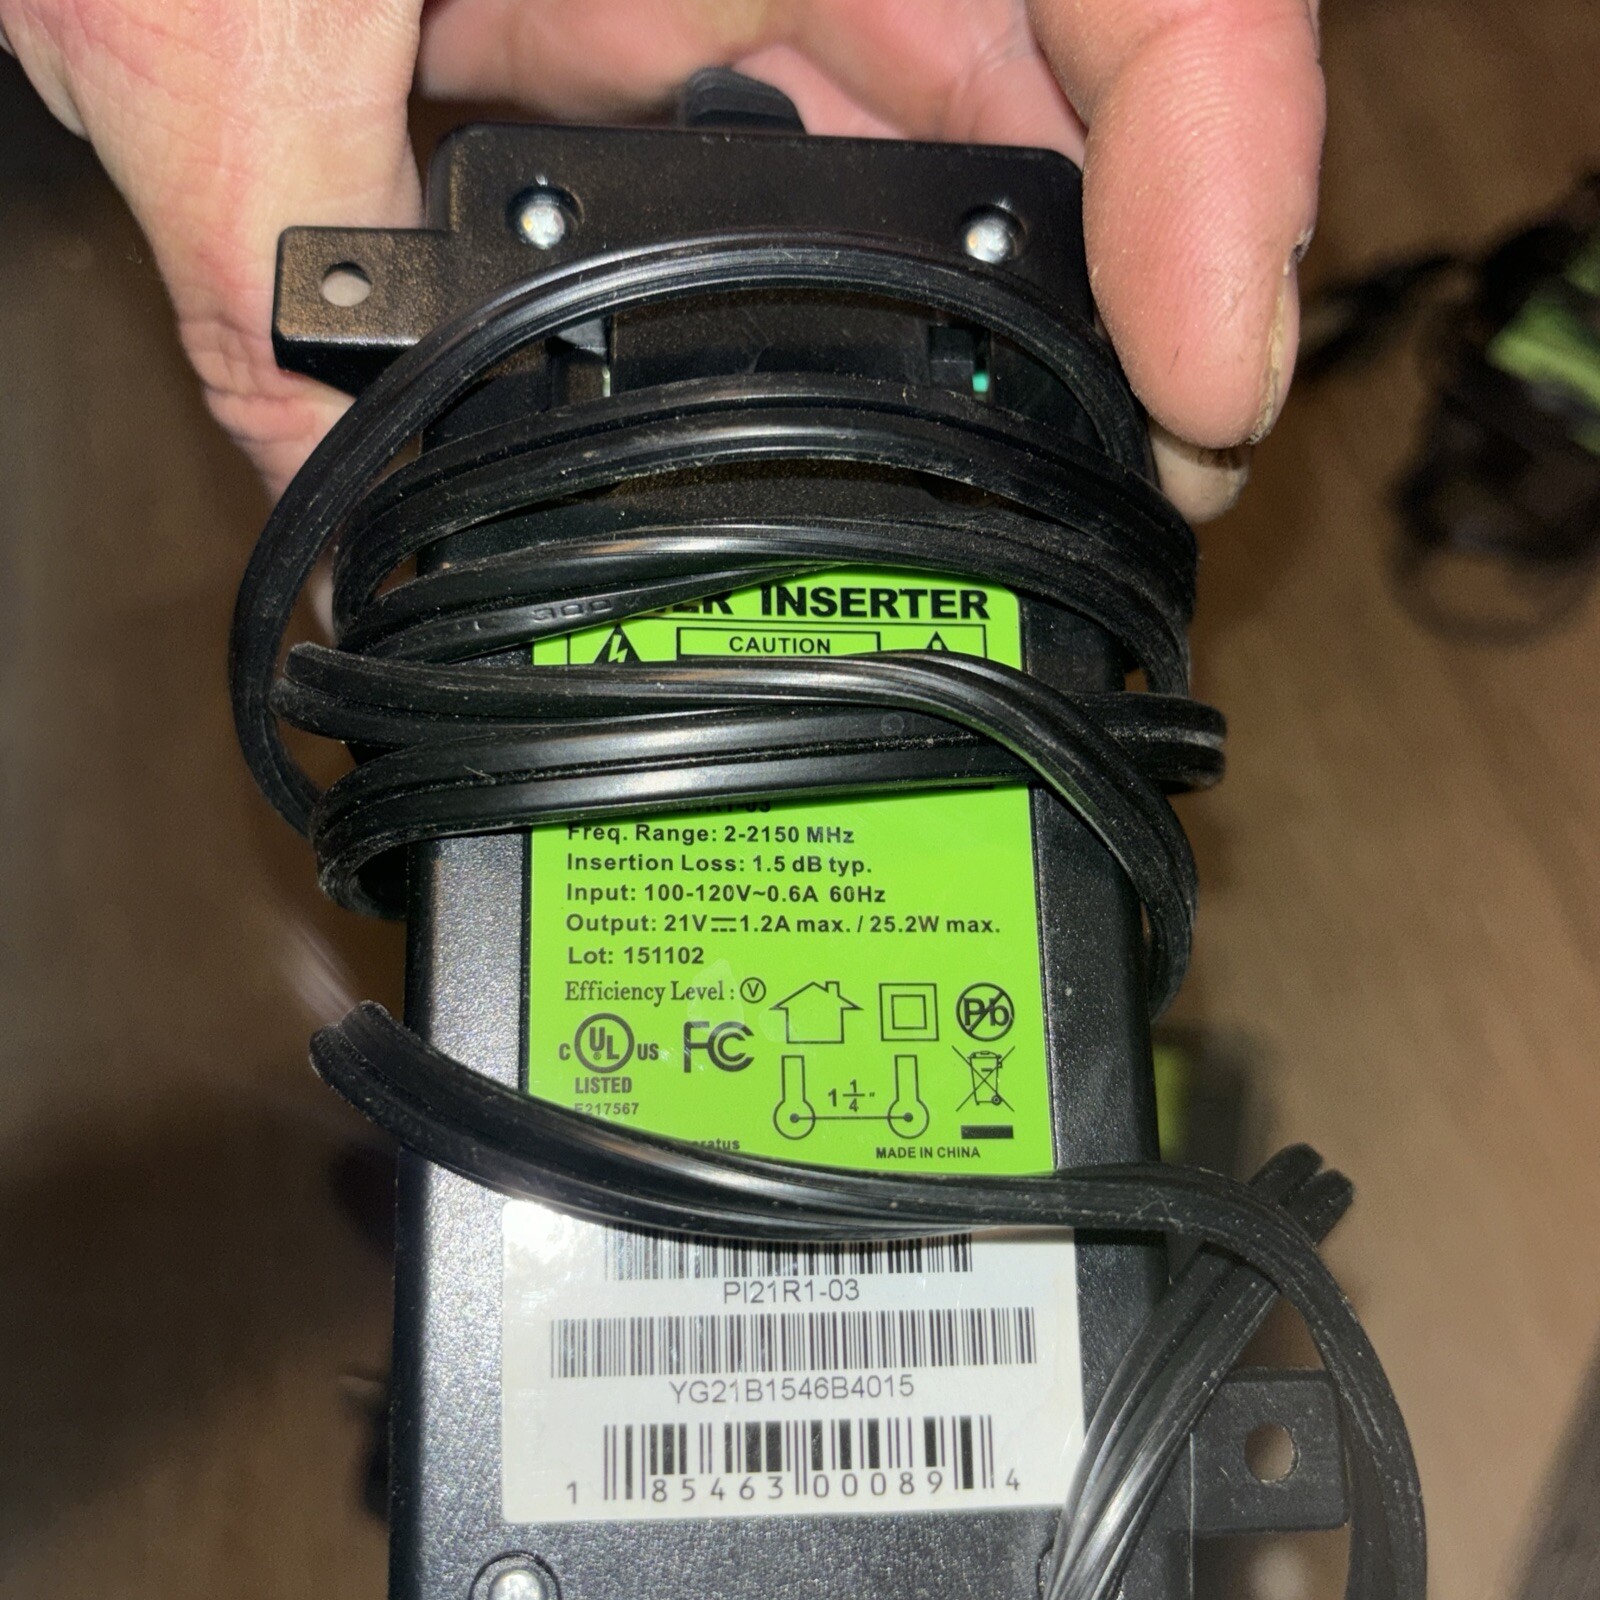 INSERTER
CAUTION
Freq. Range: 2-2150 MHz
Insertion Loss: 1.5 dB typ.
Input: 100-120V~0.6A 60Hz
Output: 21V⎓1.2A max. / 25.2W max.
Lot: 151102
Efficiency Level : Ⓥ
Pb
C UL US FC
1 1/4"
LISTED
E217567
MADE IN CHINA
PI21R1-03
YG21B1546B4015
1 85463 00089 4